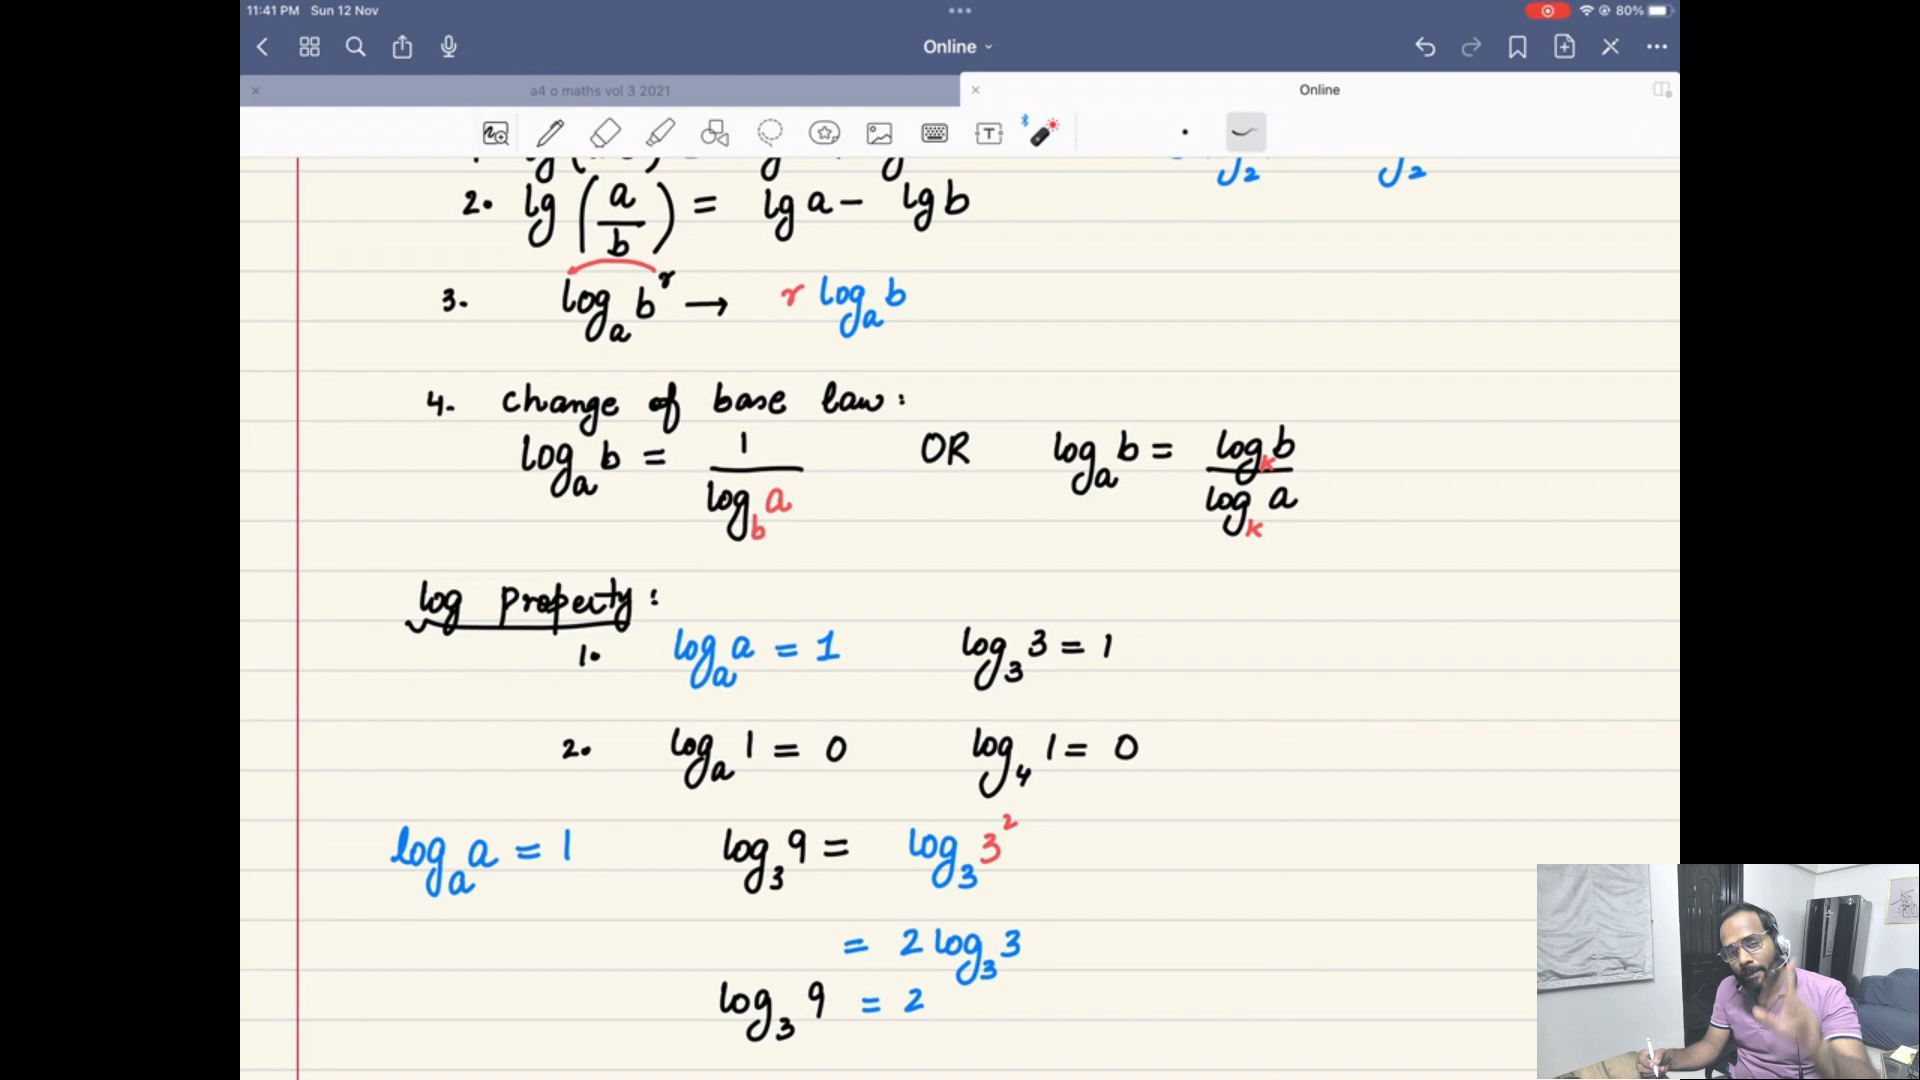 11:41 PM Sun 12 Nov
80%
Online
a4 o maths vol 3 2021
Online
2. lg (a/b) = lg a - lg b
3. log_a b^r → r log_a b
4. change of base law:
log_a b = 1/log_b a OR log_a b = log_k b/log_k a
log property:
1. log_a a = 1 log_3 3 = 1
2. log_a 1 = 0 log_4 1 = 0
log_a a = 1 log_3 9 = log_3 3^2
= 2 log_3 3
log_3 9 = 2